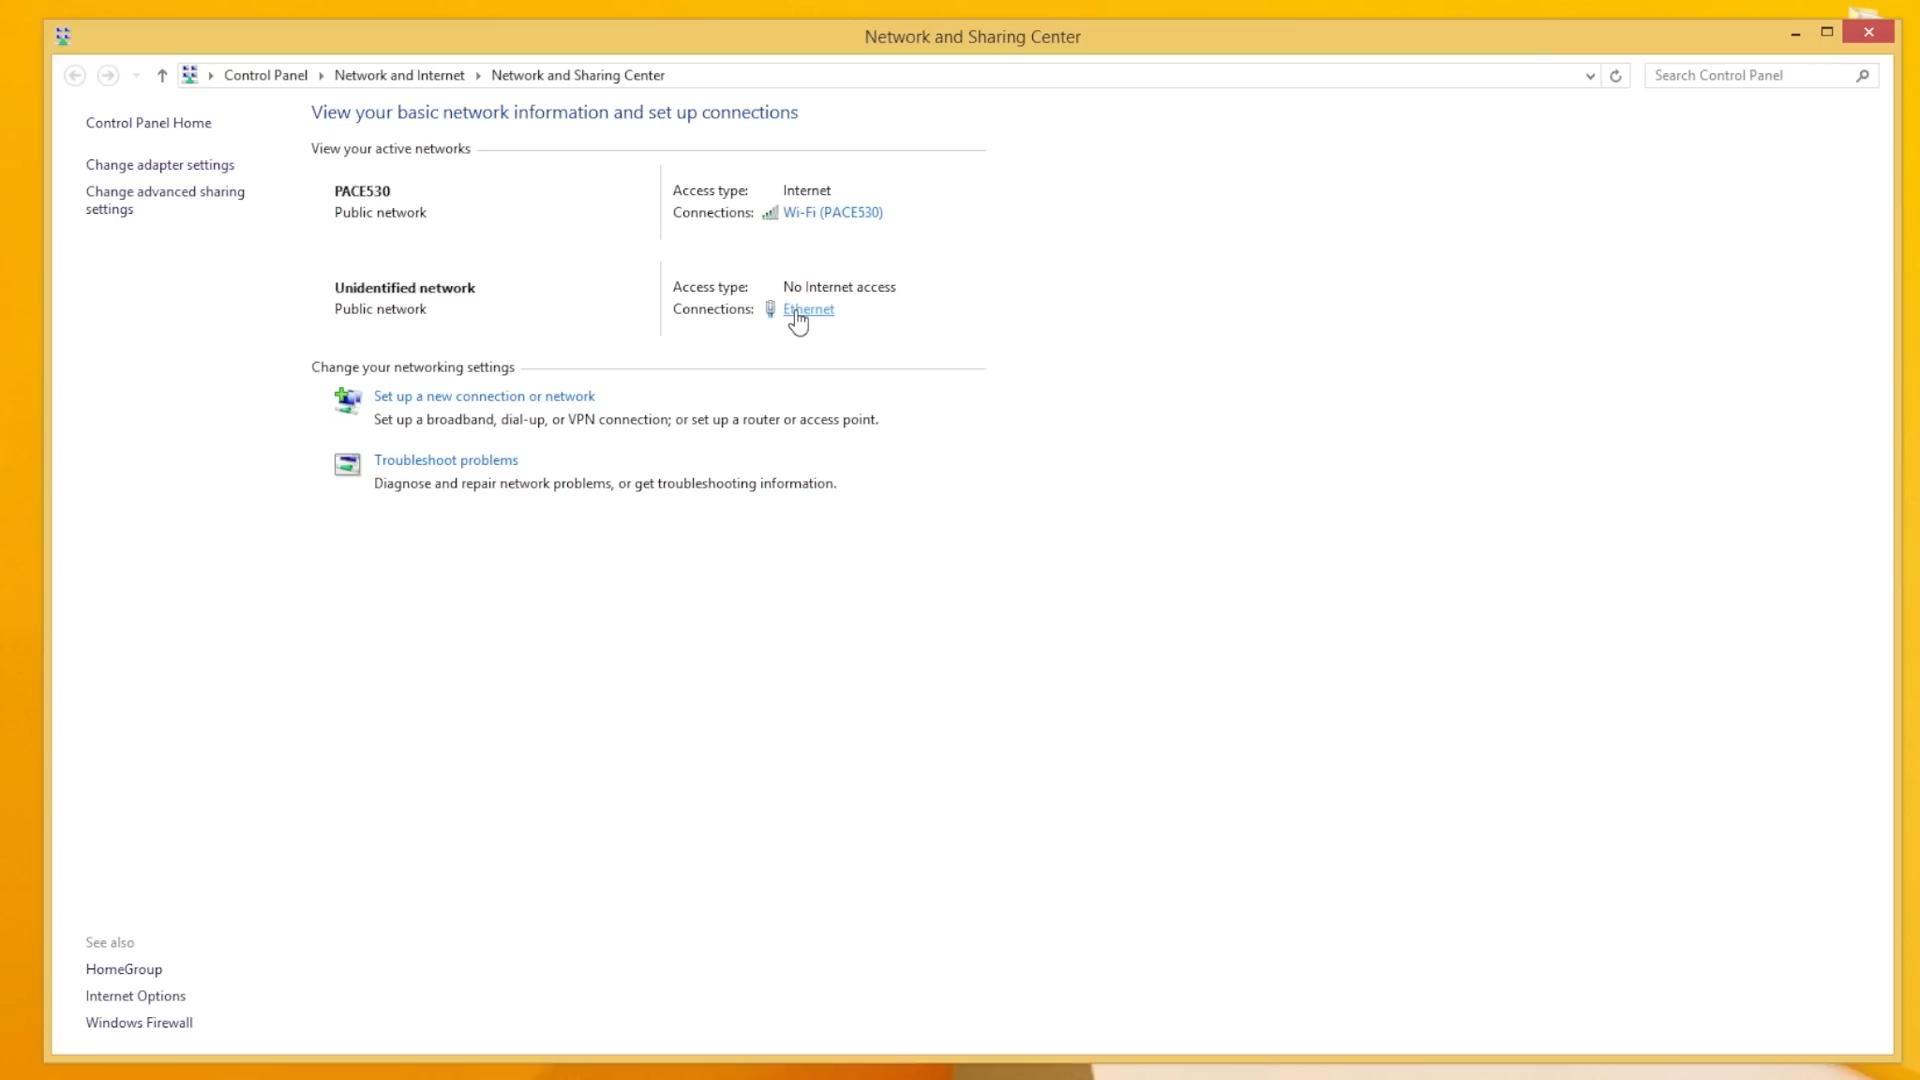 Network and Sharing Center
Control Panel Network and Internet Network and Sharing Center
Search Control Panel
Control Panel Home
Change adapter settings
Change advanced sharing
settings
View your basic network information and set up connections
View your active networks
PACE530
Public network
Access type: Internet
Connections: Wi-Fi (PACE530)
Unidentified network
Public network
Access type: No Internet access
Connections: Ethernet
Change your networking settings
Set up a new connection or network
Set up a broadband, dial-up, or VPN connection; or set up a router or access point.
Troubleshoot problems
Diagnose and repair network problems, or get troubleshooting information.
See also
HomeGroup
Internet Options
Windows Firewall